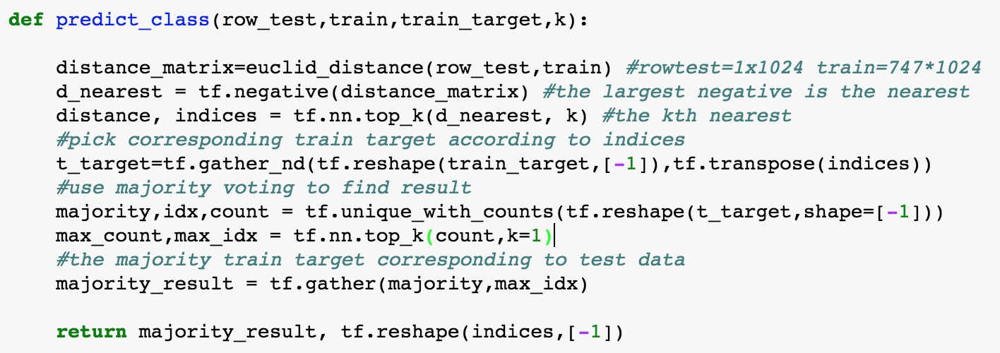 def predict_class(row_test,train,train_target,k):
distance_matrix=euclid_distance(row_test,train) #rowtest=1x1024 train=747*1024
d_nearest = tf.negative(distance_matrix) #the largest negative is the nearest
distance, indices = tf.nn.top_k(d_nearest, k) #the kth nearest
#pick corresponding train target according to indices
t_target=tf.gather_nd(tf.reshape(train_target,[-1]),tf.transpose(indices))
#use majority voting to find result
majority,idx,count = tf.unique_with_counts(tf.reshape(t_target,shape=[-1]))
max_count,max_idx = tf.nn.top_k(count,k=1)
#the majority train target corresponding to test data
majority_result = tf.gather(majority,max_idx)
return majority_result, tf.reshape(indices,[-1])